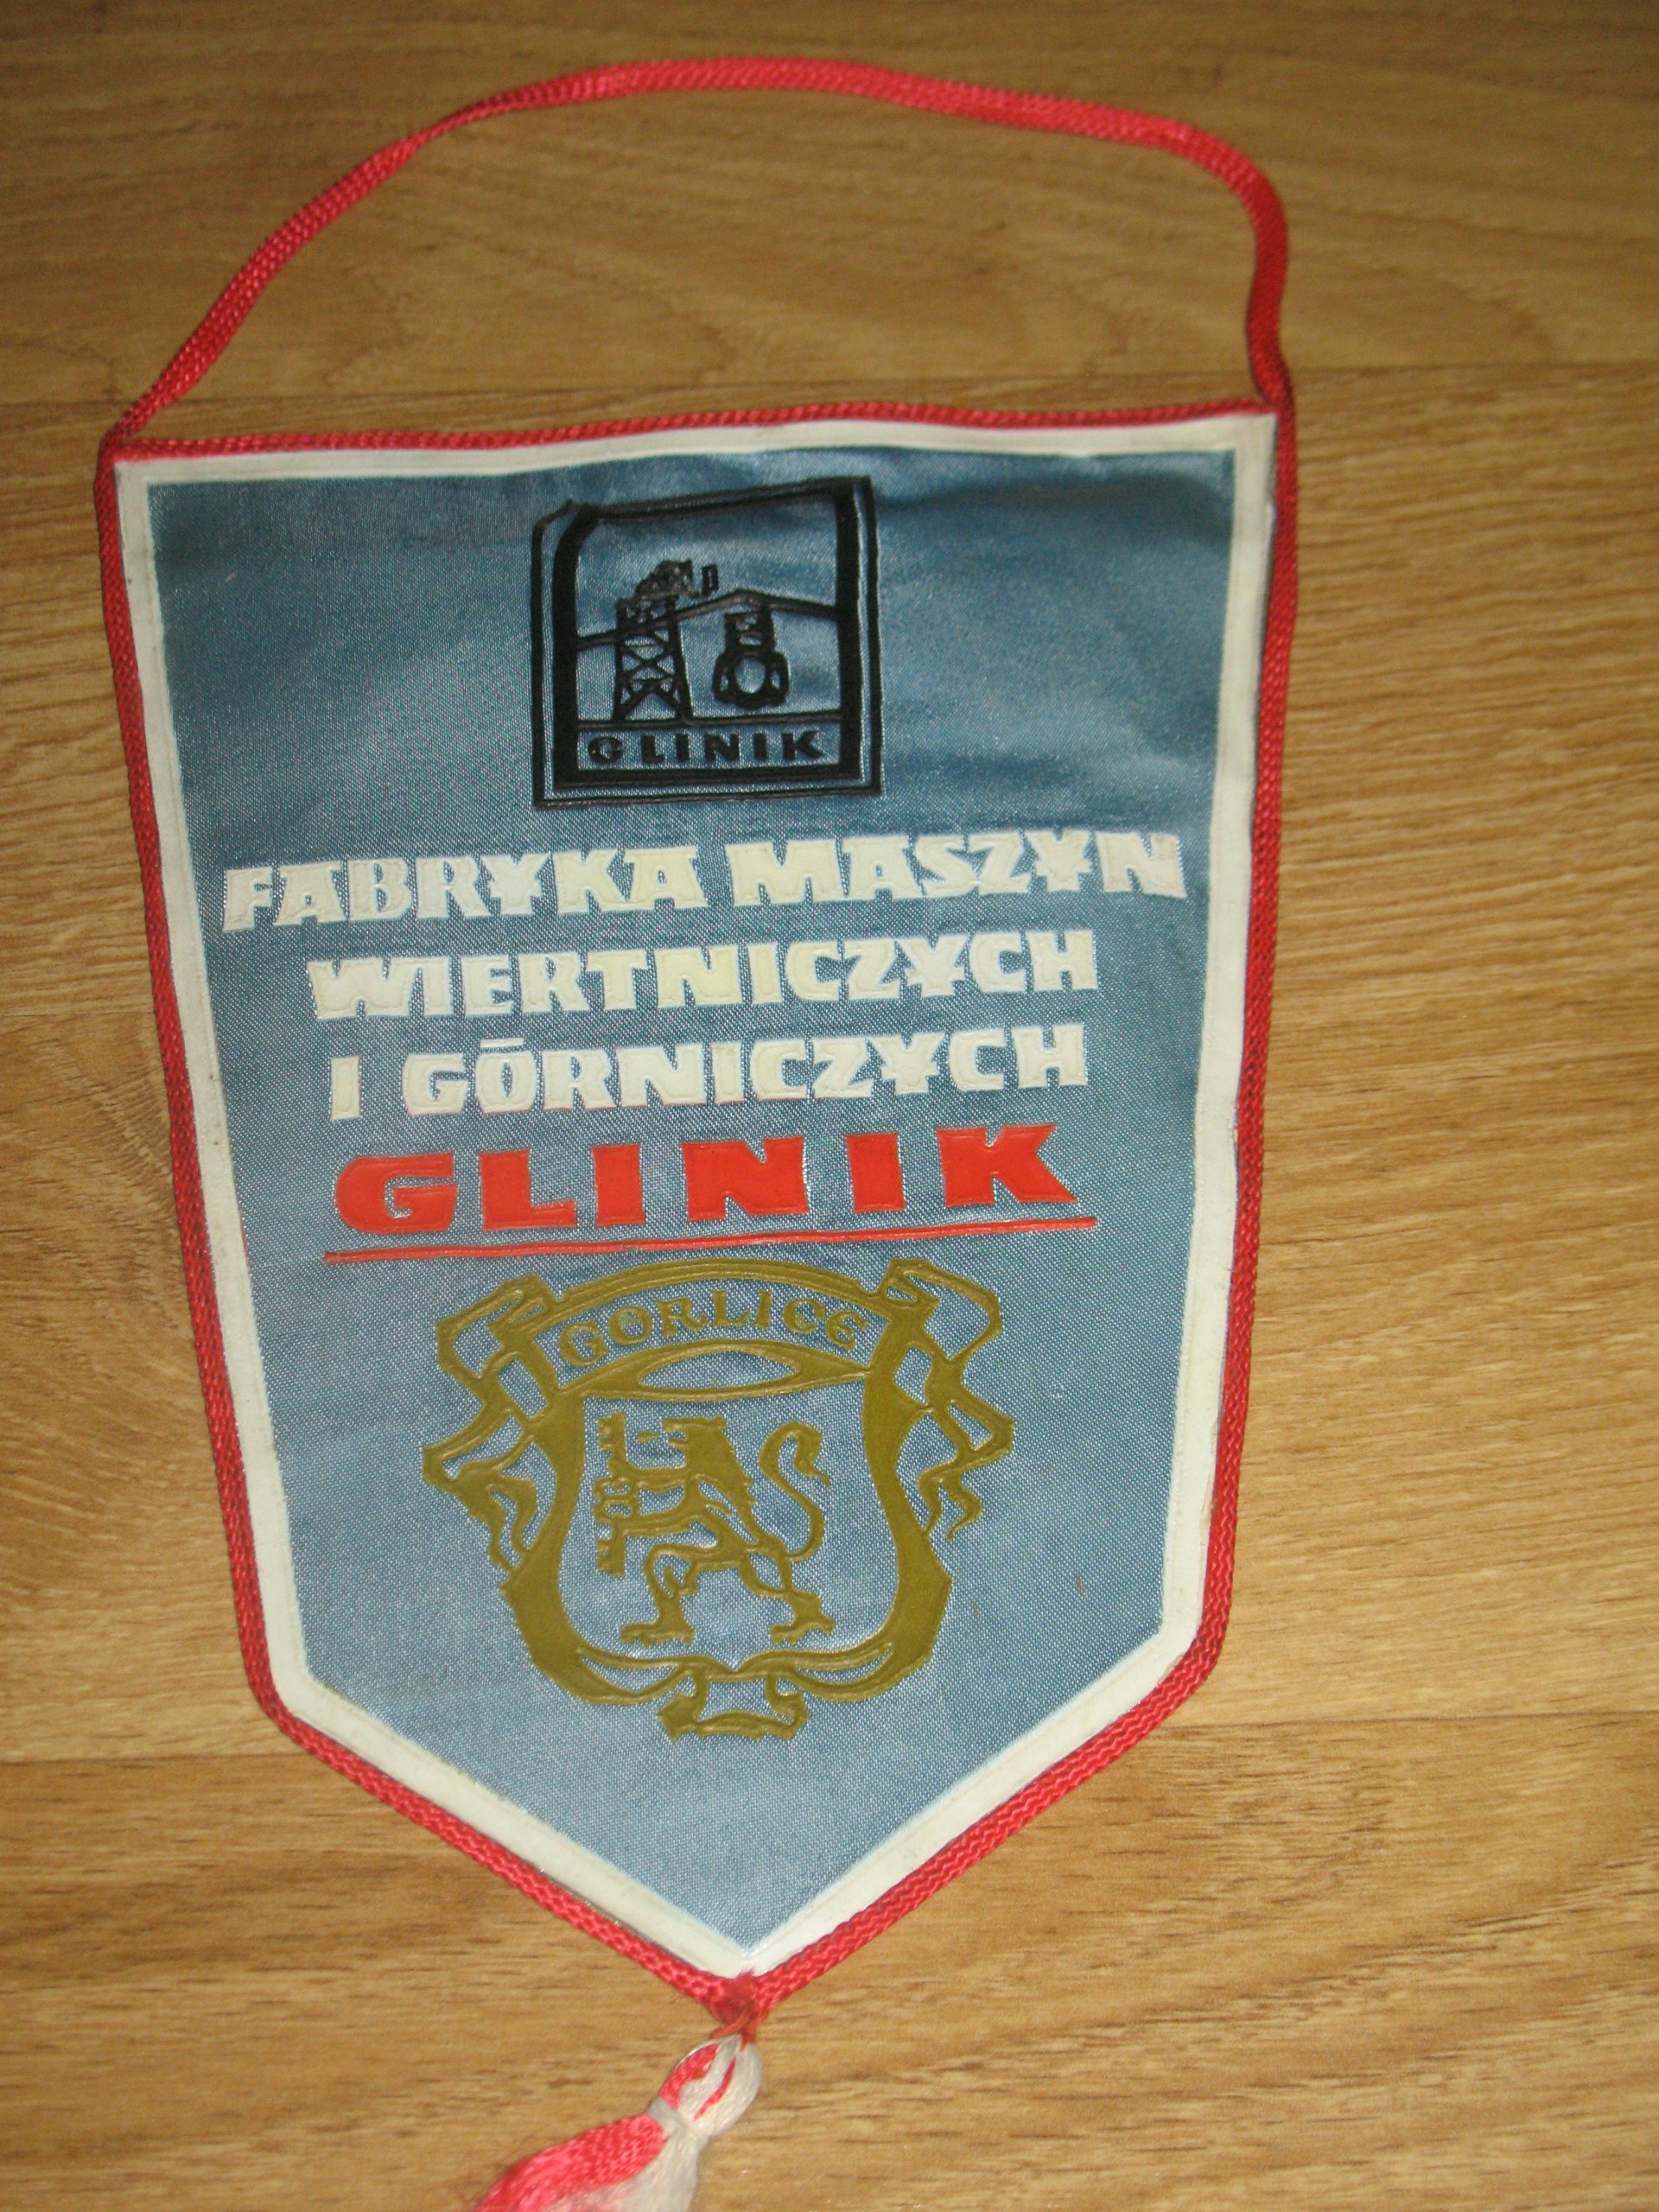 GLINIK
FABRYKA MASZYN
WIERTNICZYCH
I GÓRNICZYCH
GLINIK
GORLICE